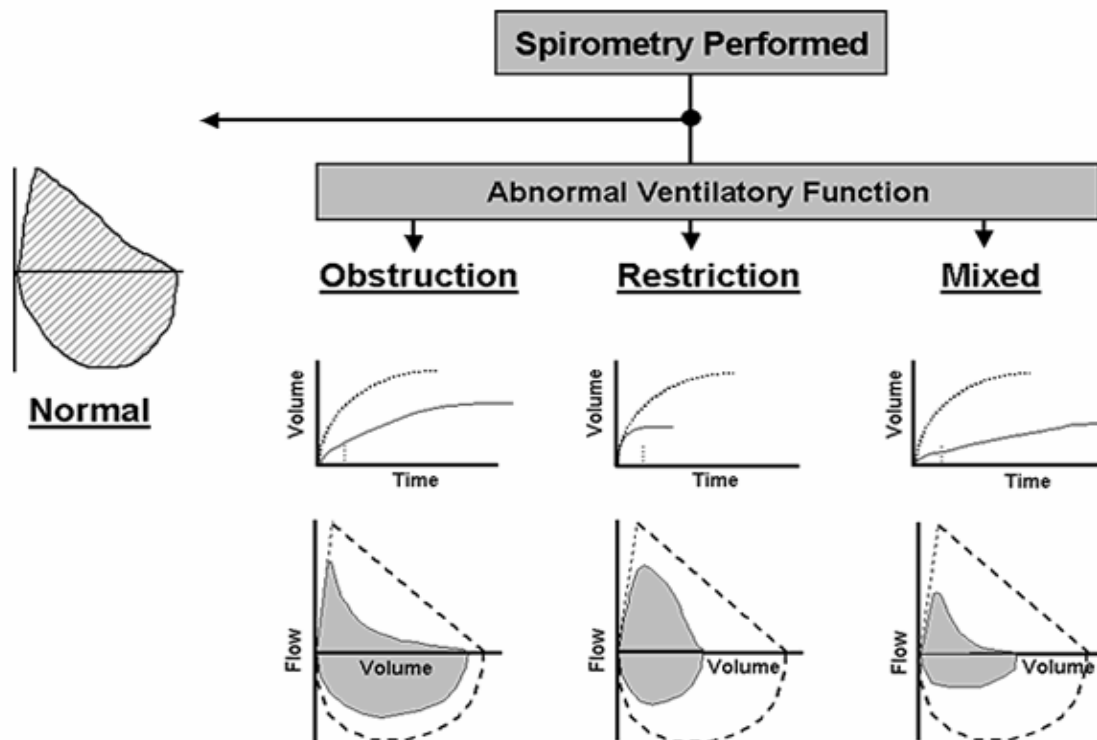 Spirometry Performed
Abnormal Ventilatory Function
Obstruction
Restriction
Mixed
Normal
Volume
Time
Volume
Time
Volume
Time
Flow
Volume
Flow
Volume
Flow
Volume